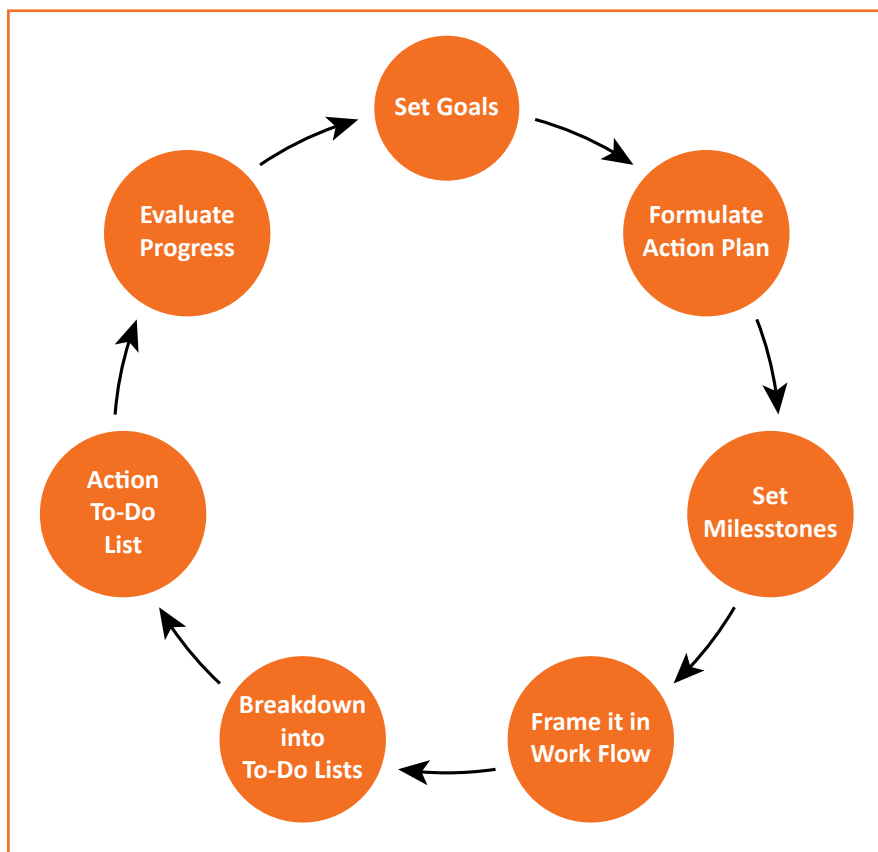 Set Goals
Formulate
Action Plan
Set
Milesstones
Frame it in
Work Flow
Breakdown
into
To-Do Lists
Action
To-Do
List
Evaluate
Progress